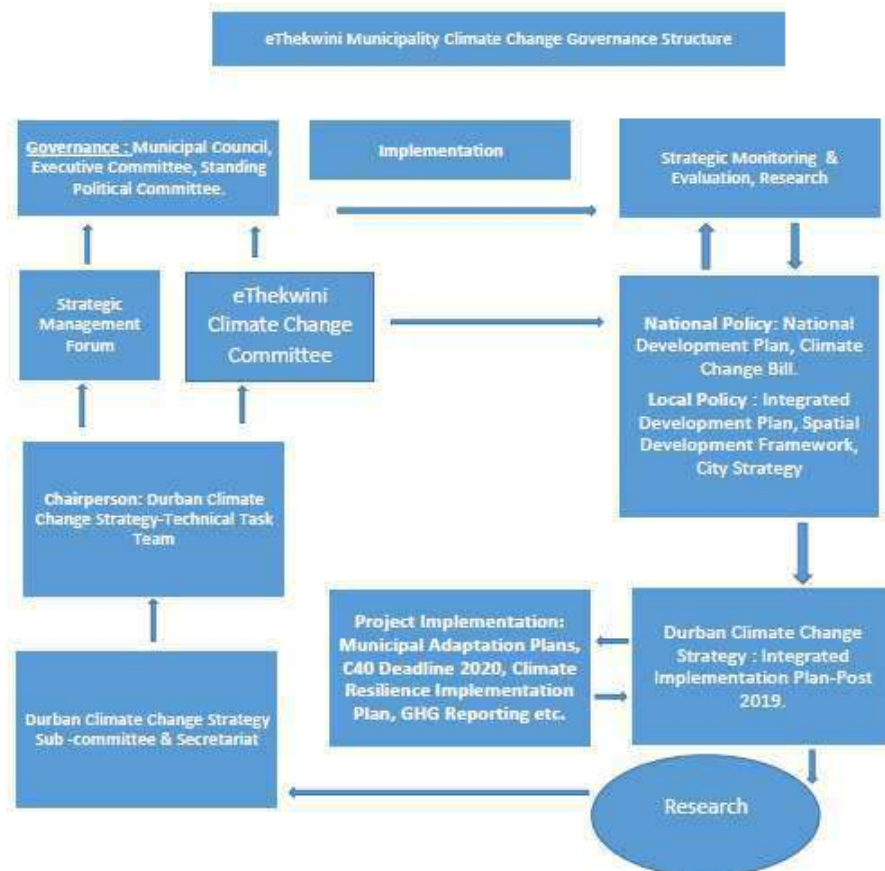 eThekwini Municipality Climate Change Governance Structure
Governance : Municipal Council,
Executive Committee, Standing
Political Committee.
Implementation
Strategic Monitoring &
Evaluation, Research
Strategic
Management
Forum
eThekwini
Climate Change
Committee
National Policy: National
Development Plan, Climate
Change Bill.
Local Policy : Integrated
Development Plan, Spatial
Development Framework,
City Strategy
Chairperson: Durban Climate
Change Strategy-Technical Task
Team
Project Implementation:
Municipal Adaptation Plans,
C40 Deadline 2020, Climate
Resilience Implementation
Plan, GHG Reporting etc.
Durban Climate Change
Strategy : Integrated
Implementation Plan-Post
2019.
Durban Climate Change Strategy
Sub -committee & Secretariat
Research